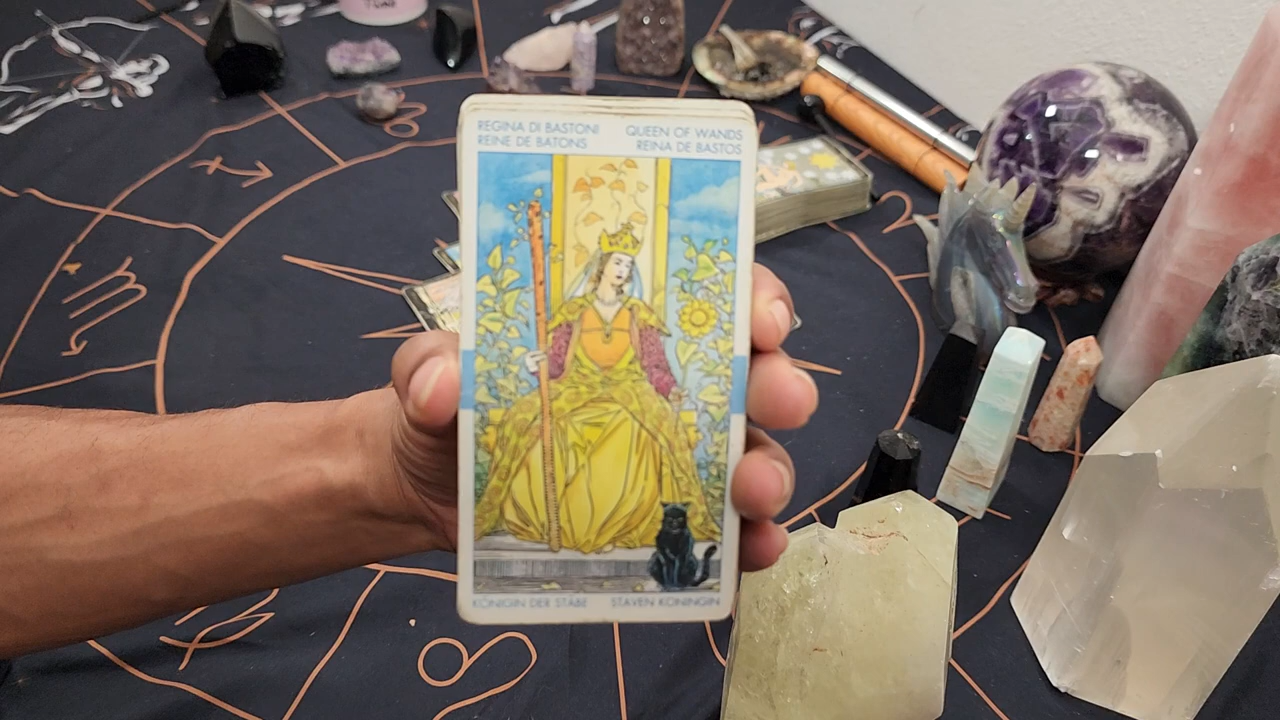 REGINA DI BASTONI QUEEN OF WANDS
REINE DE BATONS REINA DE BASTOS
KÖNIGIN DER STÄBE STAVEN KONINGIN